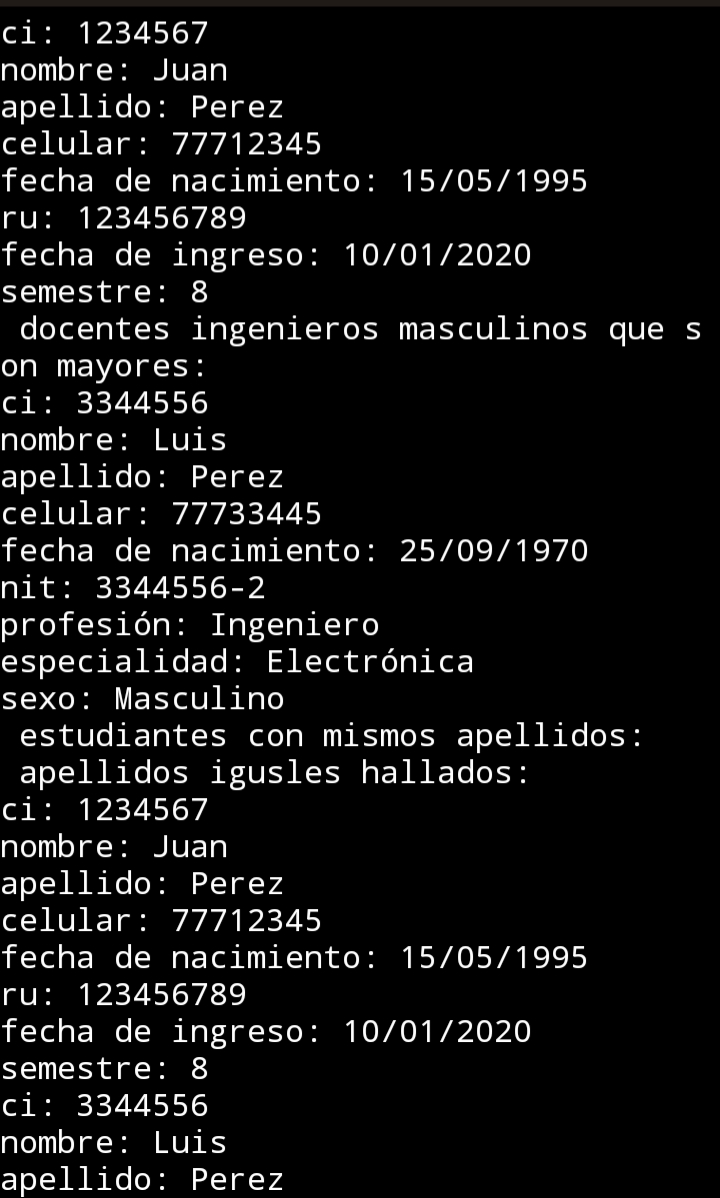 ci: 1234567
nombre: Juan
apellido: Perez
celular: 77712345
fecha de nacimiento: 15/05/1995
ru: 123456789
fecha de ingreso: 10/01/2020
semestre: 8
 docentes ingenieros masculinos que s
on mayores:
ci: 3344556
nombre: Luis
apellido: Perez
celular: 77733445
fecha de nacimiento: 25/09/1970
nit: 3344556-2
profesión: Ingeniero
especialidad: Electrónica
sexo: Masculino
 estudiantes con mismos apellidos:
 apellidos igusles hallados:
ci: 1234567
nombre: Juan
apellido: Perez
celular: 77712345
fecha de nacimiento: 15/05/1995
ru: 123456789
fecha de ingreso: 10/01/2020
semestre: 8
ci: 3344556
nombre: Luis
apellido: Perez